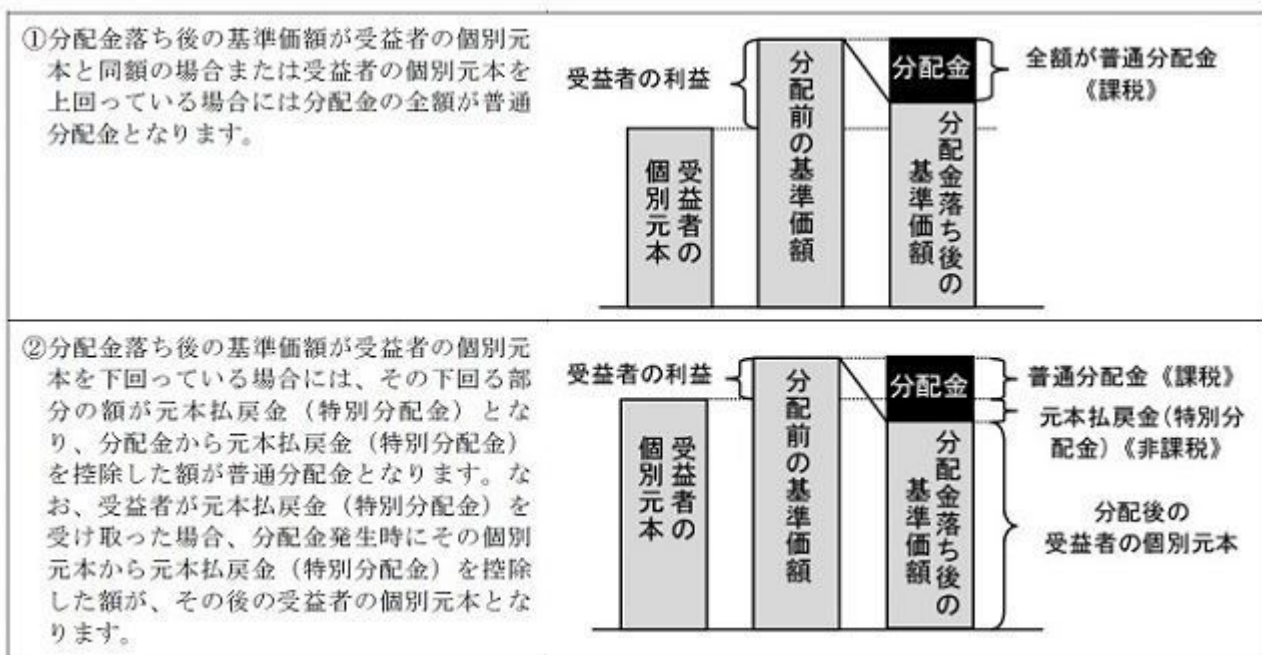 ①分配金落ち後の基準価額が受益者の個別元
本と同額の場合または受益者の個別元本を
上回っている場合には分配金の全額が普通
分配金となります。
受益者の利益
受益者の
個別元本
分配前の基準価額
分配金
分配金落ち後の
基準価額
全額が普通分配金
《課税》
②分配金落ち後の基準価額が受益者の個別元
本を下回っている場合には、その下回る部
分の額が元本払戻金（特別分配金）とな
り、分配金から元本払戻金（特別分配金）
を控除した額が普通分配金となります。な
お、受益者が元本払戻金（特別分配金）を
受け取った場合、分配金発生時にその個別
元本から元本払戻金（特別分配金）を控除
した額が、その後の受益者の個別元本とな
ります。
受益者の利益
受益者の
個別元本
分配前の基準価額
分配金
分配金落ち後の
基準価額
普通分配金《課税》
元本払戻金(特別分
配金)《非課税》
分配後の
受益者の個別元本